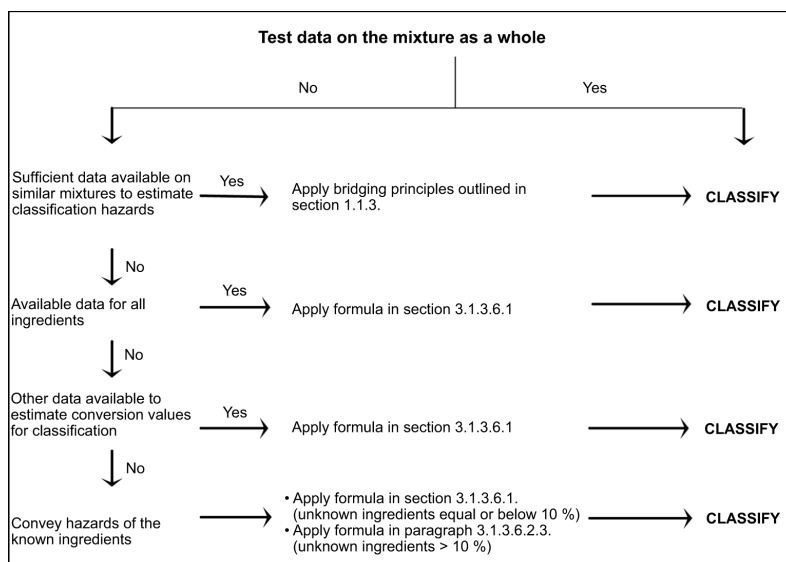 Test data on the mixture as a whole
No
Yes
Sufficient data available on
similar mixtures to estimate
classification hazards
Yes
Apply bridging principles outlined in
section 1.1.3.
CLASSIFY
No
Available data for all
ingredients
Yes
Apply formula in section 3.1.3.6.1
CLASSIFY
No
Other data available to
estimate conversion values
for classification
Yes
Apply formula in section 3.1.3.6.1
CLASSIFY
No
Convey hazards of the
known ingredients
• Apply formula in section 3.1.3.6.1.
(unknown ingredients equal or below 10 %)
• Apply formula in paragraph 3.1.3.6.2.3.
(unknown ingredients > 10 %)
CLASSIFY